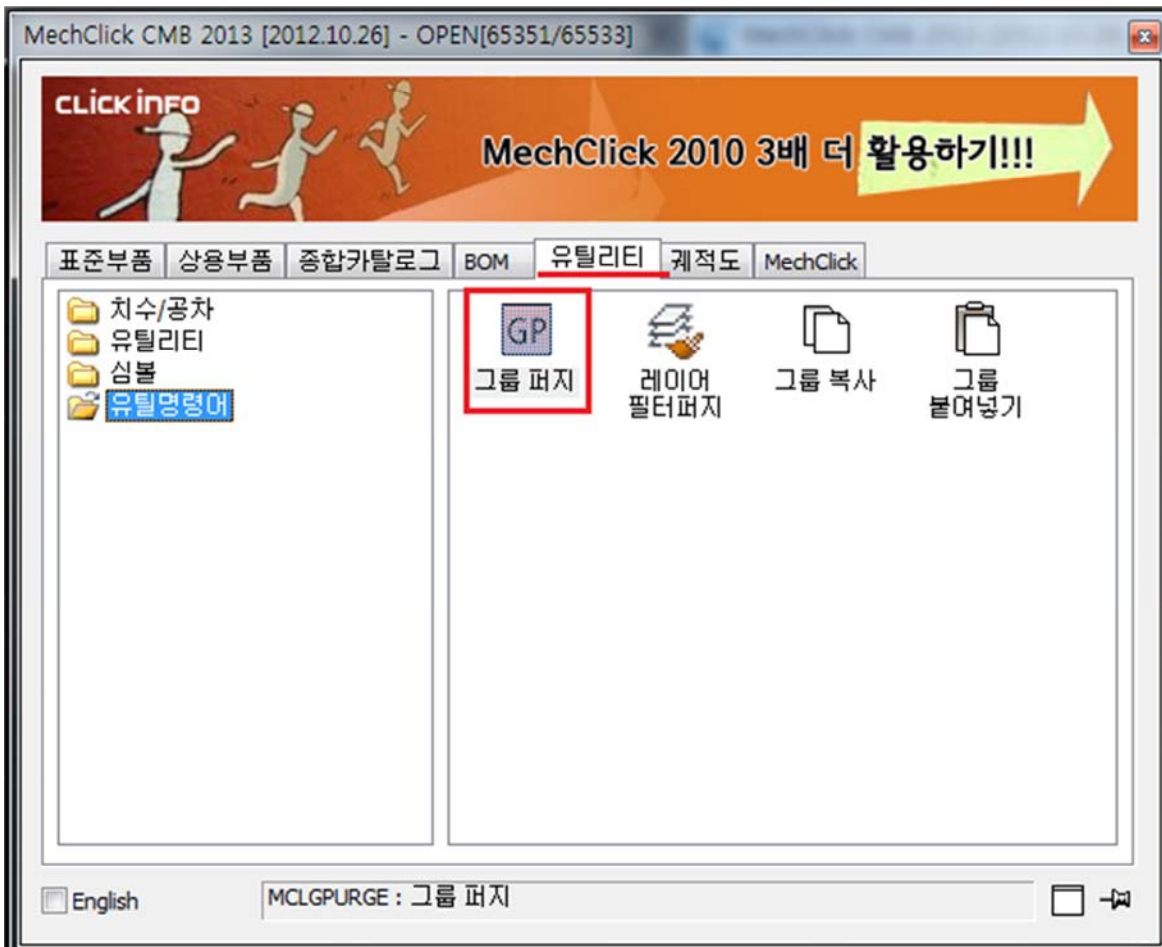 MechClick CMB 2013 [2012.10.26] - OPEN[65351/65533]
CLiCK iNFO
MechClick 2010 3배 더 활용하기!!!
표준부품 상용부품 종합카탈로그 BOM 유틸리티 궤적도 MechClick
치수/공차
유틸리티
심볼
유틸명령어
GP
그룹 퍼지
레이어
필터퍼지
그룹 복사
그룹
붙여넣기
English
MCLGPURGE : 그룹 퍼지